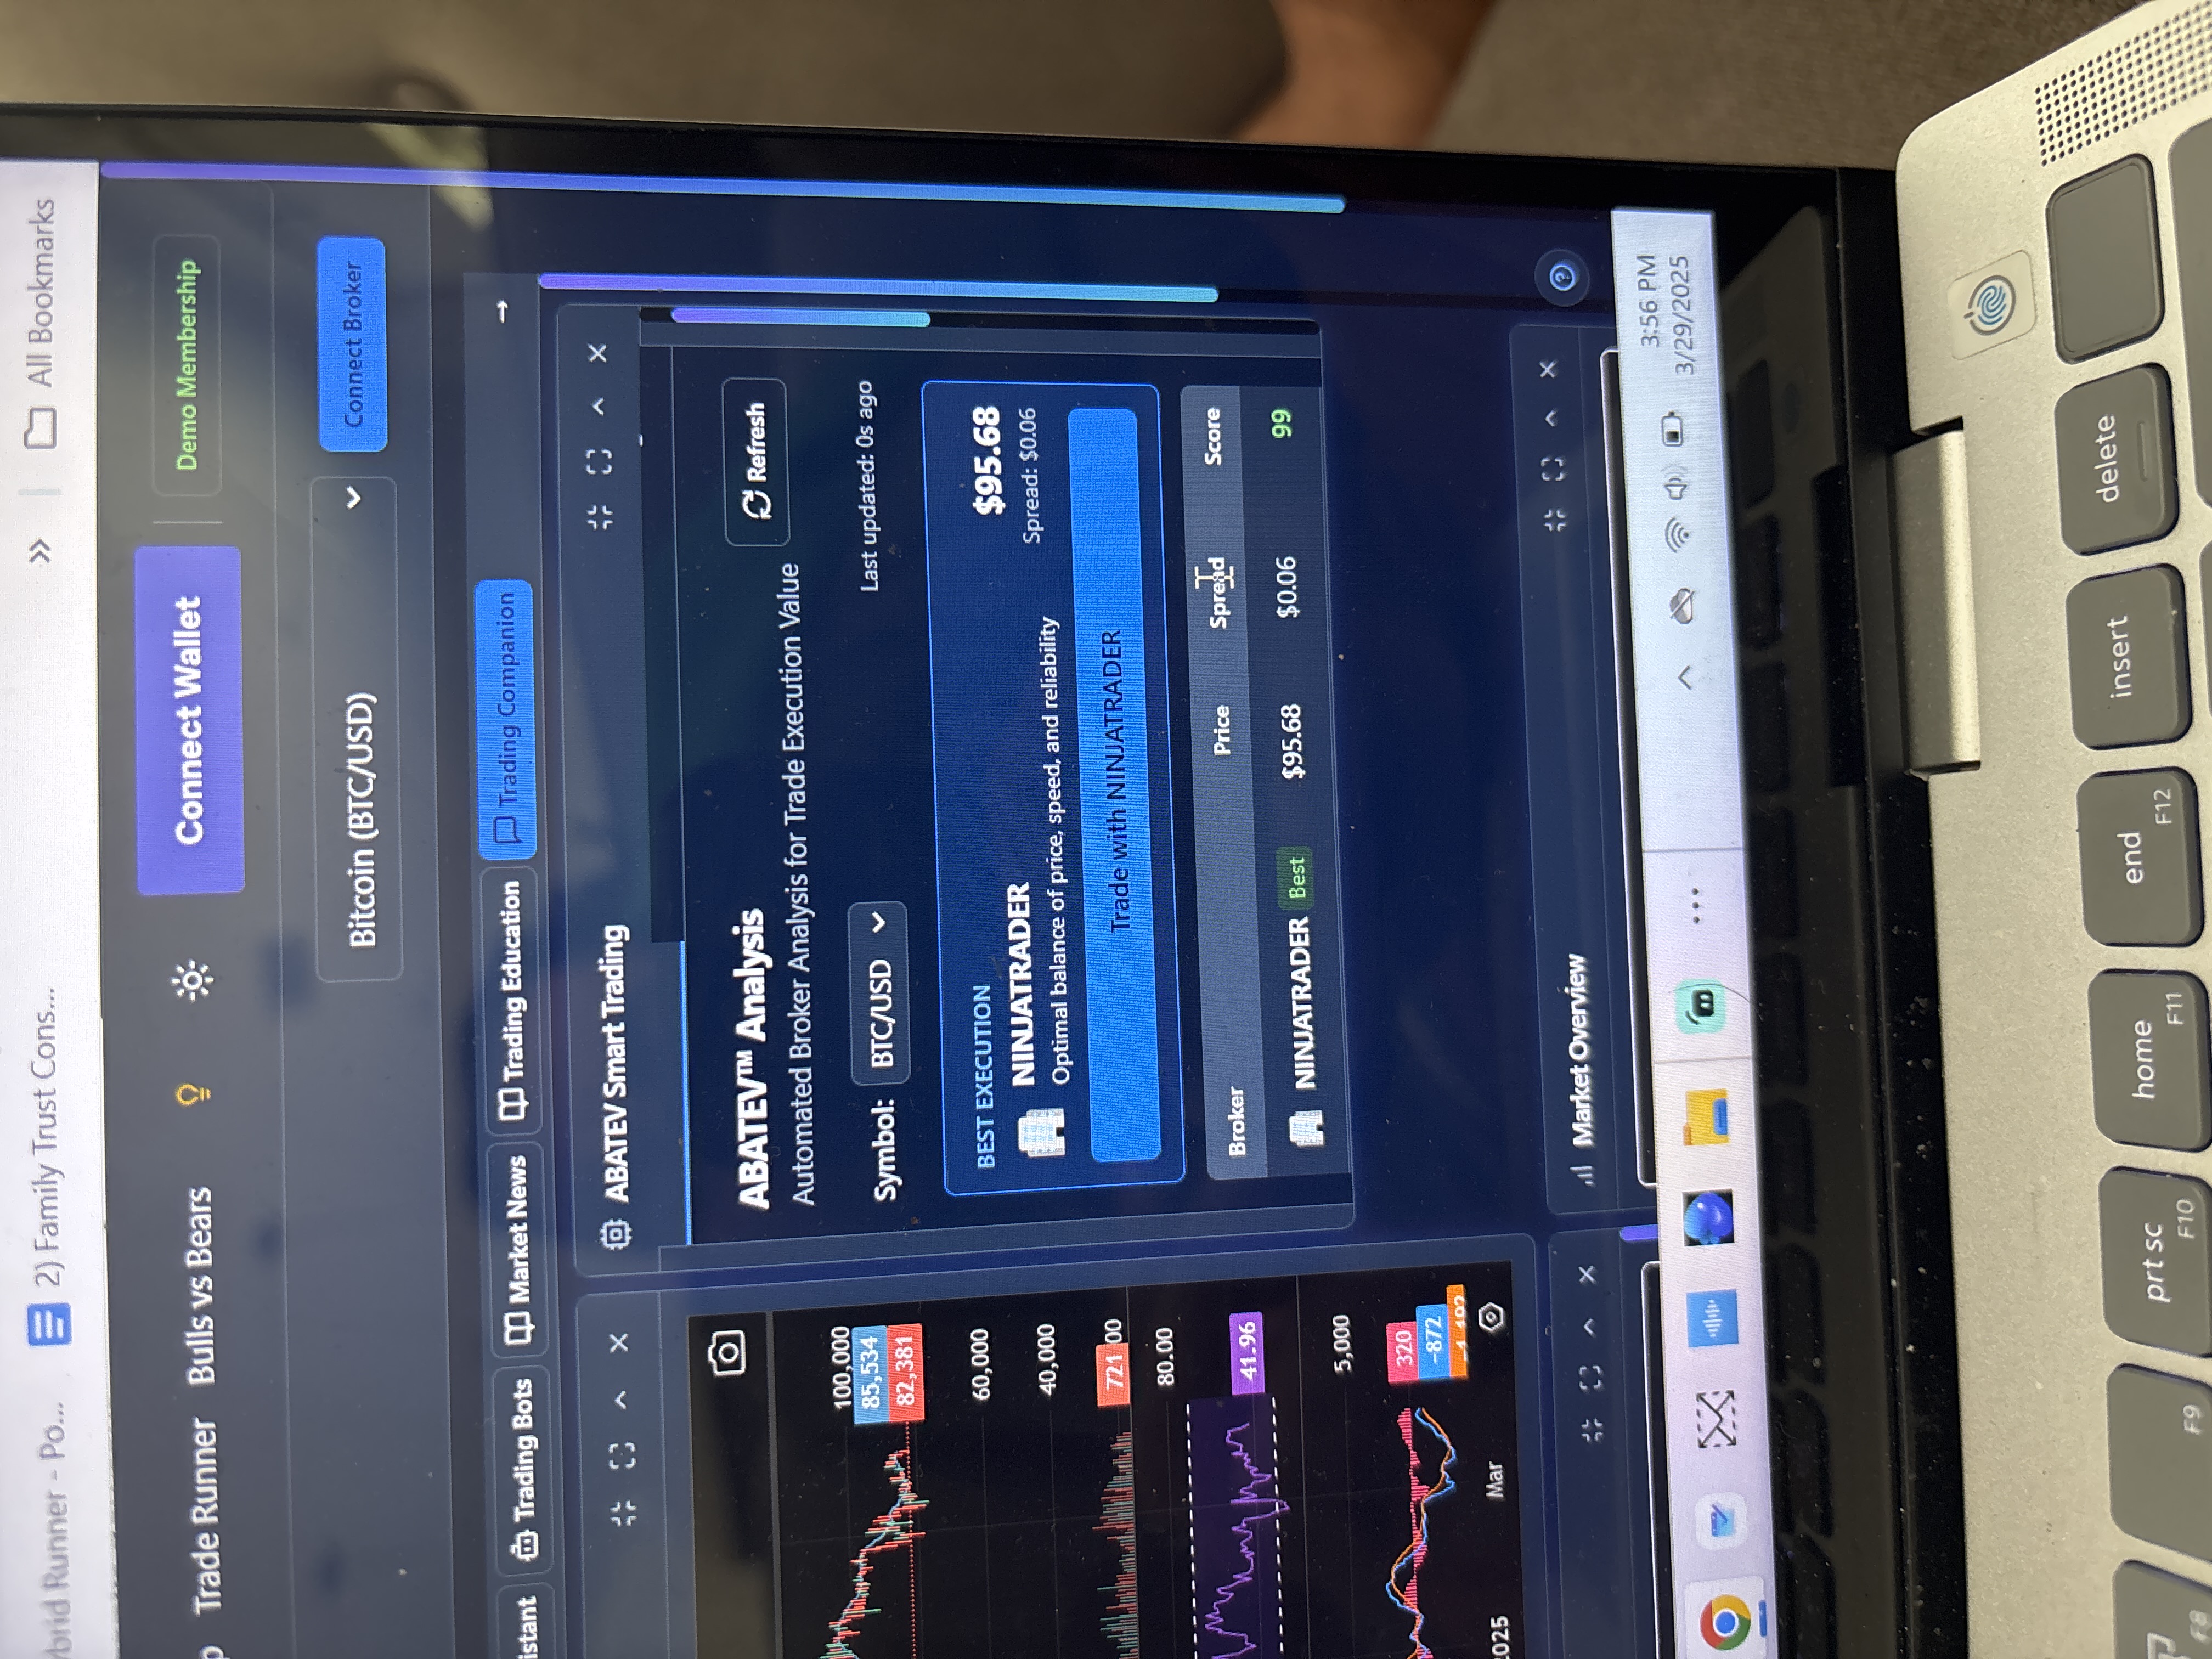 brid Runner - Po...
2) Family Trust Cons...
»
All Bookmarks
p
Trade Runner
Bulls vs Bears
Connect Wallet
Demo Membership
Bitcoin (BTC/USD)
Connect Broker
istant
Trading Bots
Market News
Trading Education
Trading Companion
→
ABATEV Smart Trading
ABATEV™ Analysis
Refresh
Automated Broker Analysis for Trade Execution Value
Symbol:
BTC/USD
Last updated: 0s ago
BEST EXECUTION
NINJATRADER
Optimal balance of price, speed, and reliability
$95.68
Spread: $0.06
Trade with NINJATRADER
Broker Price Spread Score
NINJATRADER Best $95.68 $0.06 99
100,000
85,534
82,381
60,000
40,000
721 00
80.00
41.96
5,000
320
-872
-1,192
2025
Mar
Market Overview
3:56 PM
3/29/2025
F8
F9
prt sc
F10
home
F11
end
F12
insert
delete